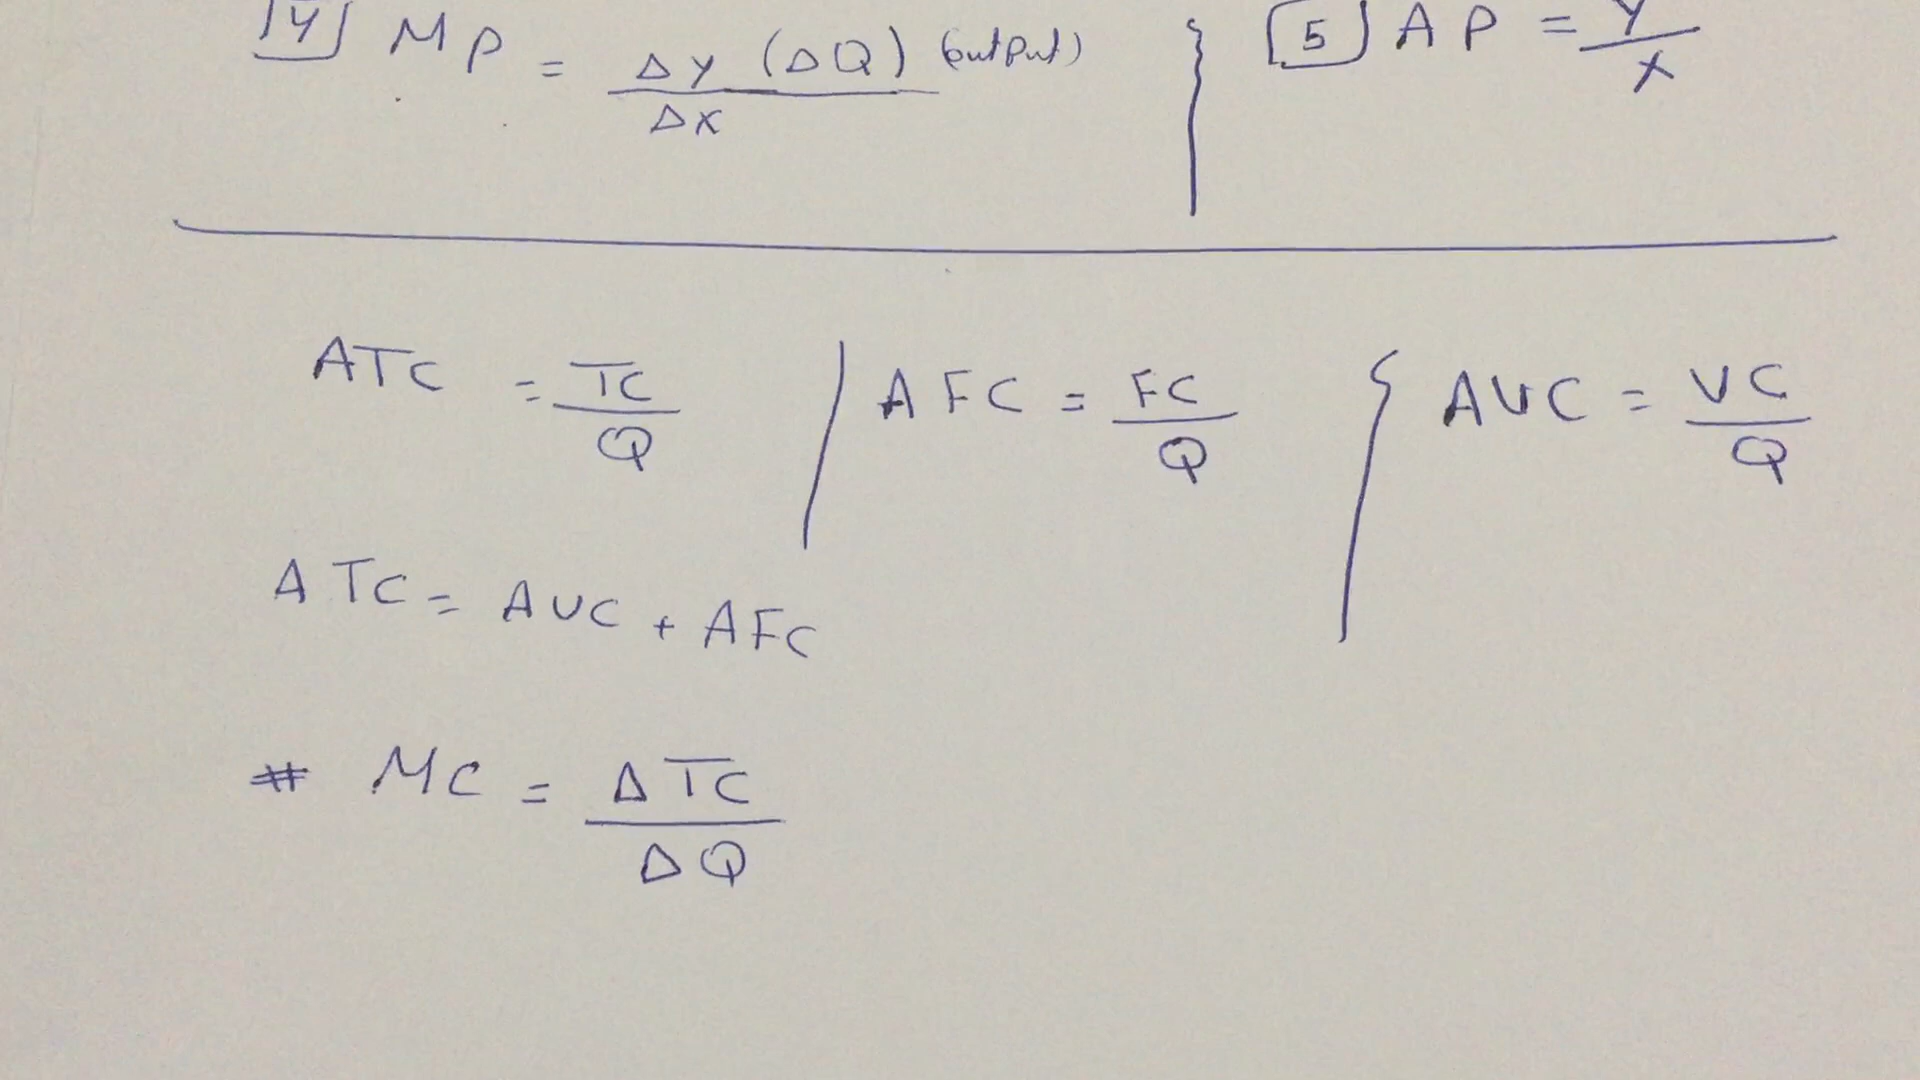 4 MP = ΔY (ΔQ) (output) / ΔX
5 AP = Y / X
ATC = TC / Q
AFC = FC / Q
AVC = VC / Q
ATC = AVC + AFC
# MC = ΔTC / ΔQ